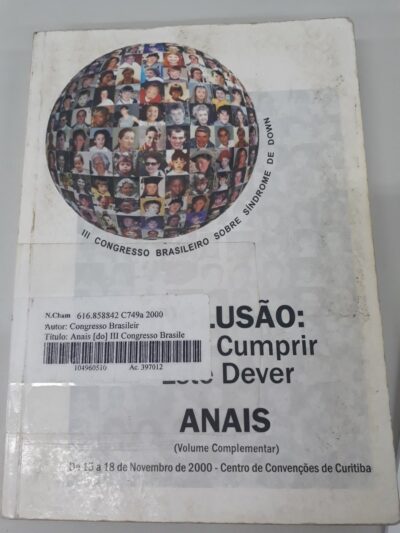 III CONGRESSO BRASILEIRO SOBRE SÍNDROME DE DOWN
N.Cham 616.858842 C749a 2000
Autor: Congresso Brasileir
Título: Anais [do] III Congresso Brasile
104960510 Ac. 397012
LUSÃO:
Cumprir
Este Dever
ANAIS
(Volume Complementar)
De 15 a 18 de Novembro de 2000 - Centro de Convenções de Curitiba